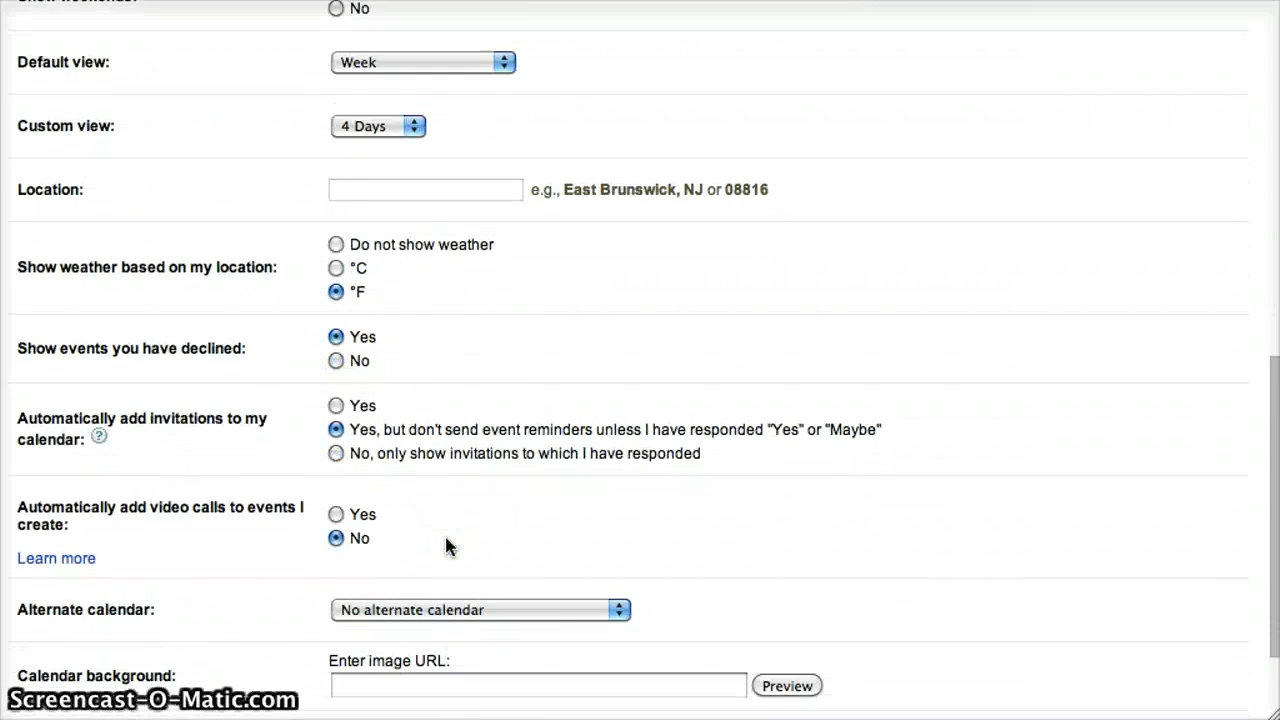 No
Default view:
Week
Custom view:
4 Days
Location:
e.g., East Brunswick, NJ or 08816
Show weather based on my location:
Do not show weather
°C
°F
Show events you have declined:
Yes
No
Automatically add invitations to my
calendar: ?
Yes
Yes, but don't send event reminders unless I have responded "Yes" or "Maybe"
No, only show invitations to which I have responded
Automatically add video calls to events I
create:
Learn more
Yes
No
Alternate calendar:
No alternate calendar
Calendar background:
Enter image URL:
Preview
Screencast-O-Matic.com